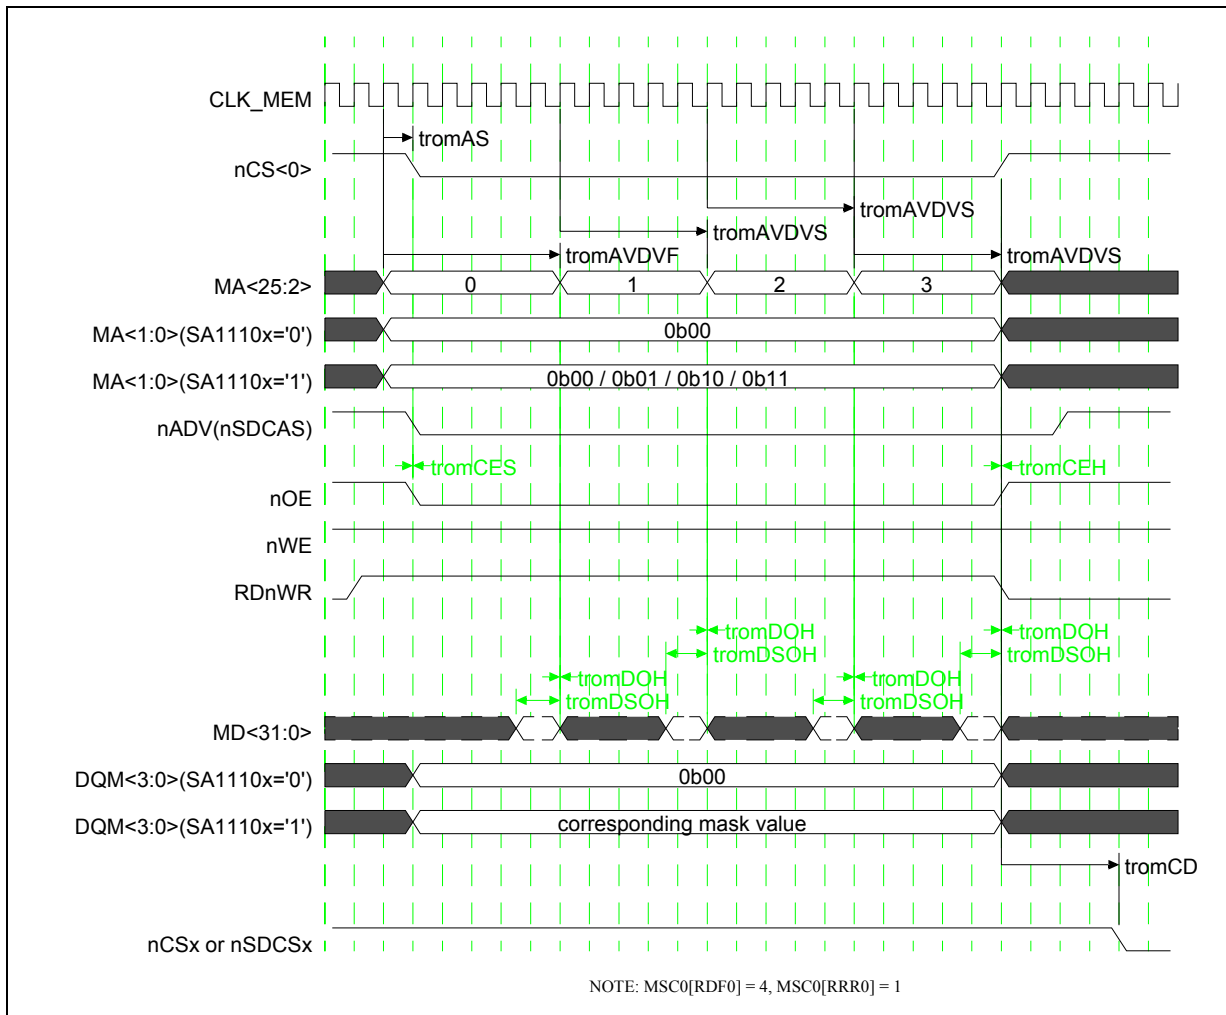 CLK_MEM
tromAS
nCS<0>
tromAVDVS
tromAVDVS
tromAVDVF
tromAVDVS
MA<25:2>
0
1
2
3
MA<1:0>(SA1110x='0')
0b00
MA<1:0>(SA1110x='1')
0b00 / 0b01 / 0b10 / 0b11
nADV(nSDCAS)
tromCES
tromCEH
nOE
nWE
RDnWR
tromDOH
tromDOH
tromDSOH
tromDSOH
tromDOH
tromDOH
tromDSOH
tromDSOH
MD<31:0>
DQM<3:0>(SA1110x='0')
0b00
DQM<3:0>(SA1110x='1')
corresponding mask value
tromCD
nCSx or nSDCSx
NOTE: MSC0[RDF0] = 4, MSC0[RRR0] = 1